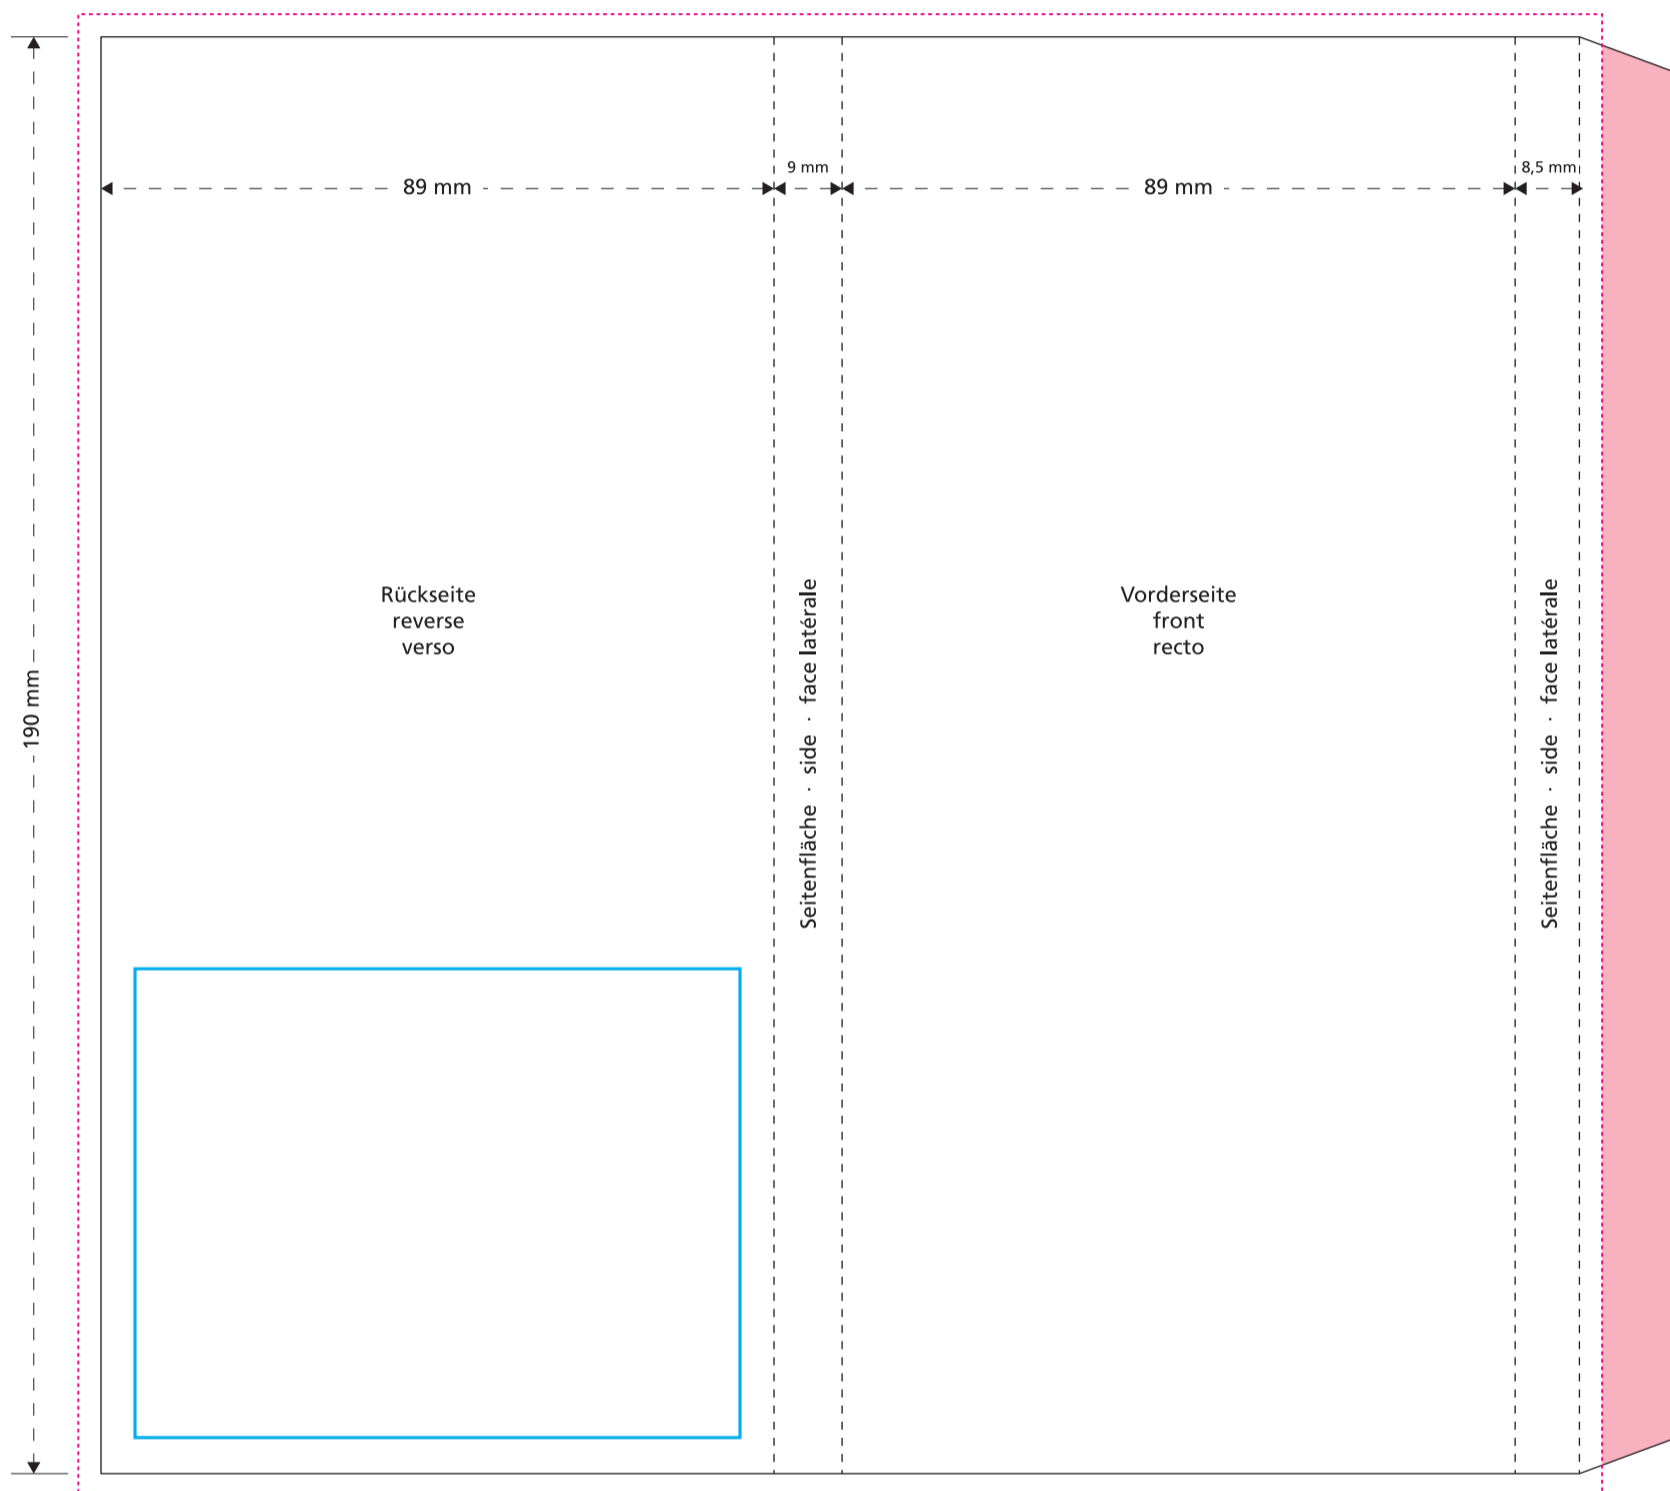 89 mm
9 mm
89 mm
8,5 mm
190 mm
Rückseite
reverse
verso
Seitenfläche · side · face latérale
Vorderseite
front
recto
Seitenfläche · side · face latérale